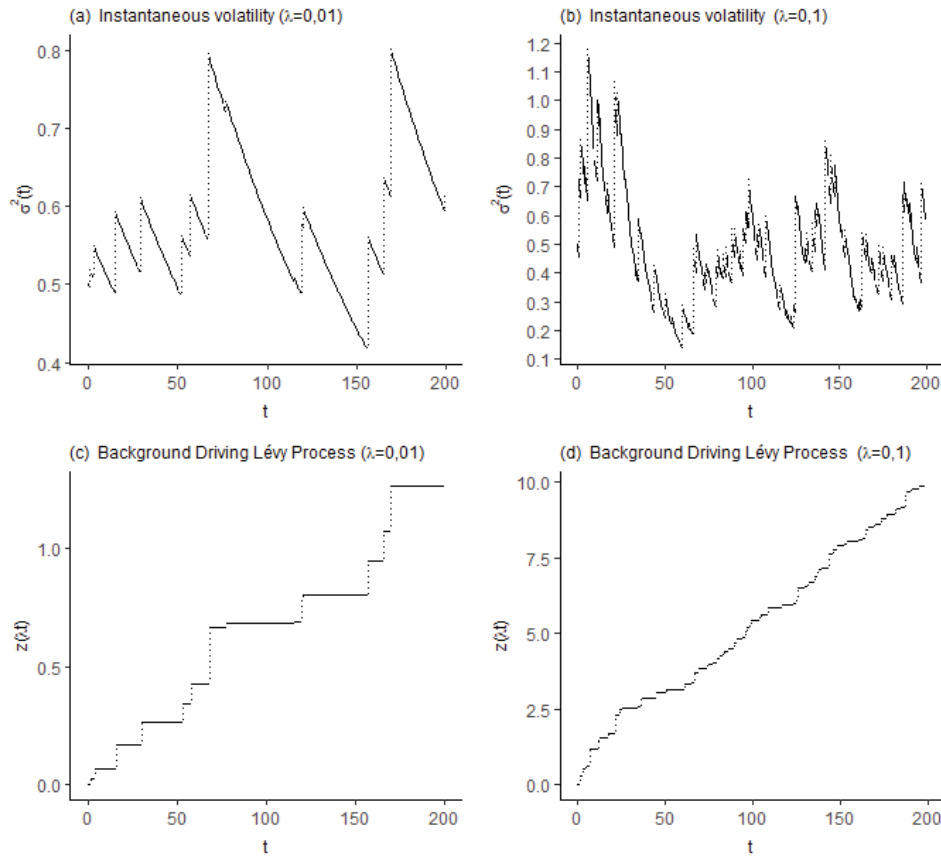 (a) Instantaneous volatility (λ=0,01)
0.8
0.7
0.6
0.5
0.4
σ²(t)
0 50 100 150 200
t
(b) Instantaneous volatility (λ=0,1)
1.2
1.1
1.0
0.9
0.8
0.7
0.6
0.5
0.4
0.3
0.2
0.1
σ²(t)
0 50 100 150 200
t
(c) Background Driving Lévy Process (λ=0,01)
1.0
0.5
0.0
z(λt)
0 50 100 150 200
t
(d) Background Driving Lévy Process (λ=0,1)
10.0
7.5
5.0
2.5
0.0
z(λt)
0 50 100 150 200
t